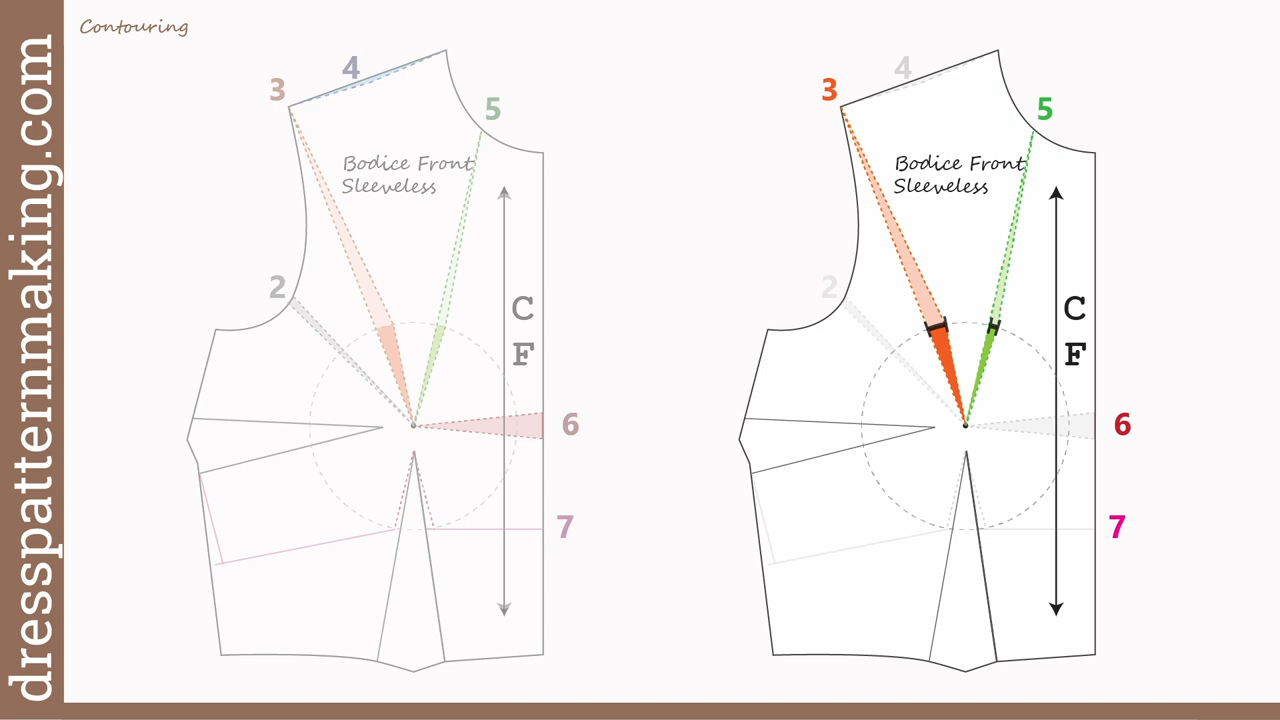 dresspatternmaking.com
Contouring
4
3
5
Bodice Front
Sleeveless
2
C
F
6
7
4
3
5
Bodice Front
Sleeveless
2
C
F
6
7